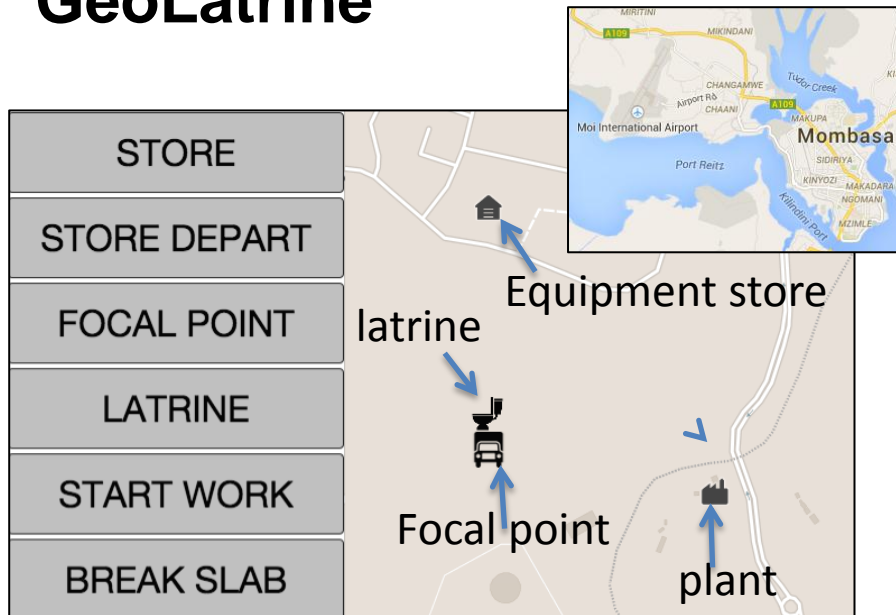 GeoLatrine
STORE
STORE DEPART
FOCAL POINT
LATRINE
START WORK
BREAK SLAB
Equipment store
latrine
Focal point
plant
MIRITINI
A109
MIKINDANI
CHANGAMWE
Tudor Creek
Airport Rd
CHAANI
A109
MAKUPA
Moi International Airport
Mombasa
SIDIRIYA
Port Reitz
KINYOZI
MAKADARA
NGOMANI
Kilindini Port
MZIMLE